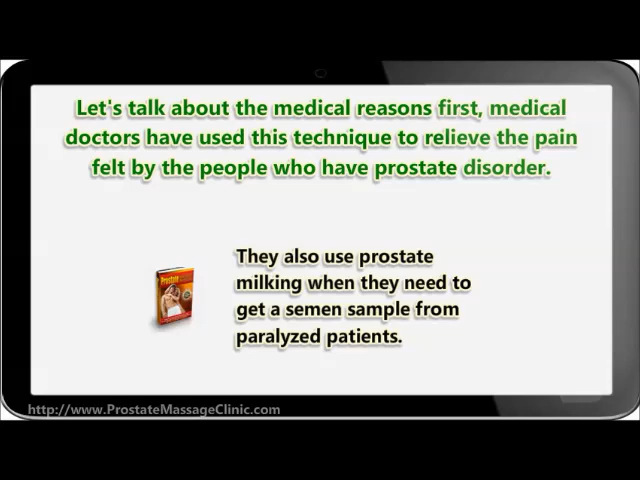 Let's talk about the medical reasons first, medical
doctors have used this technique to relieve the pain
felt by the people who have prostate disorder.
They also use prostate
milking when they need to
get a semen sample from
paralyzed patients.
Prostate
http://www.ProstateMassageClinic.com